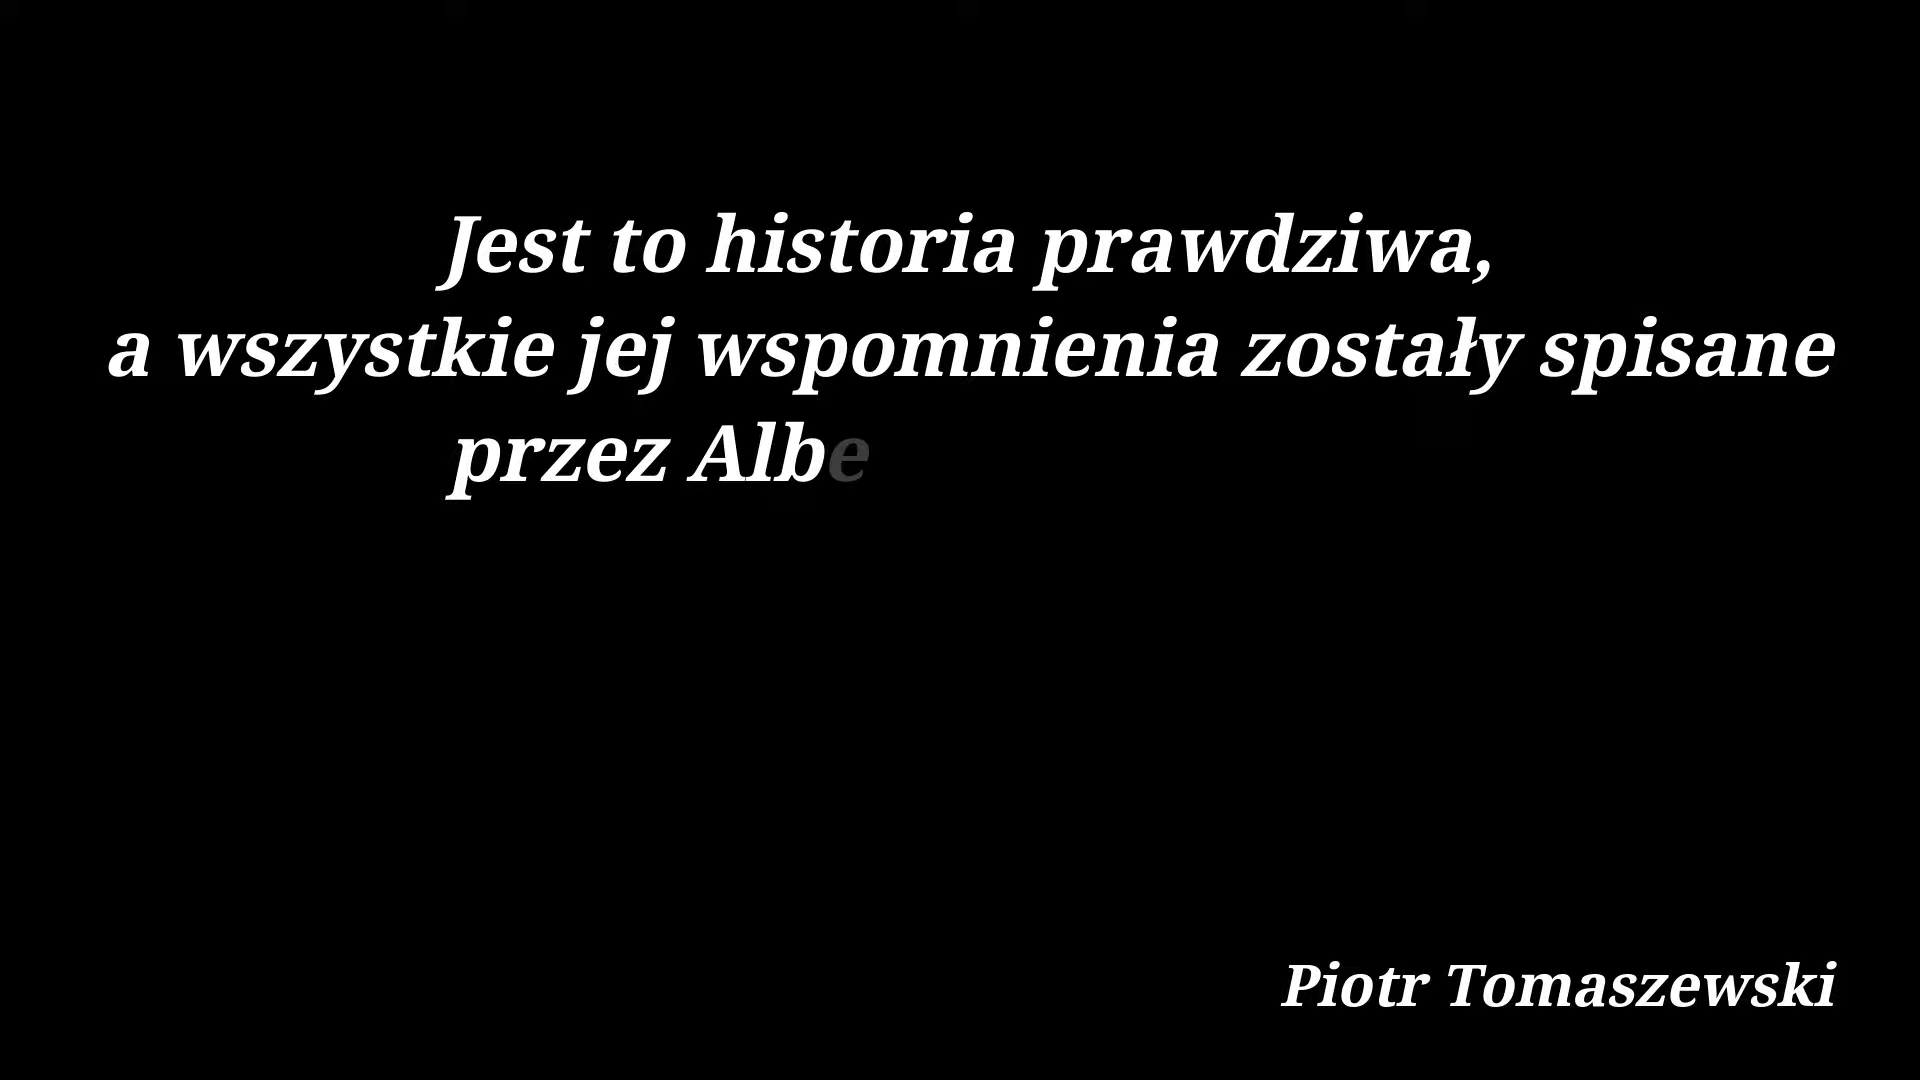 Jest to historia prawdziwa,
a wszystkie jej wspomnienia zostały spisane
przez Albe
Piotr Tomaszewski